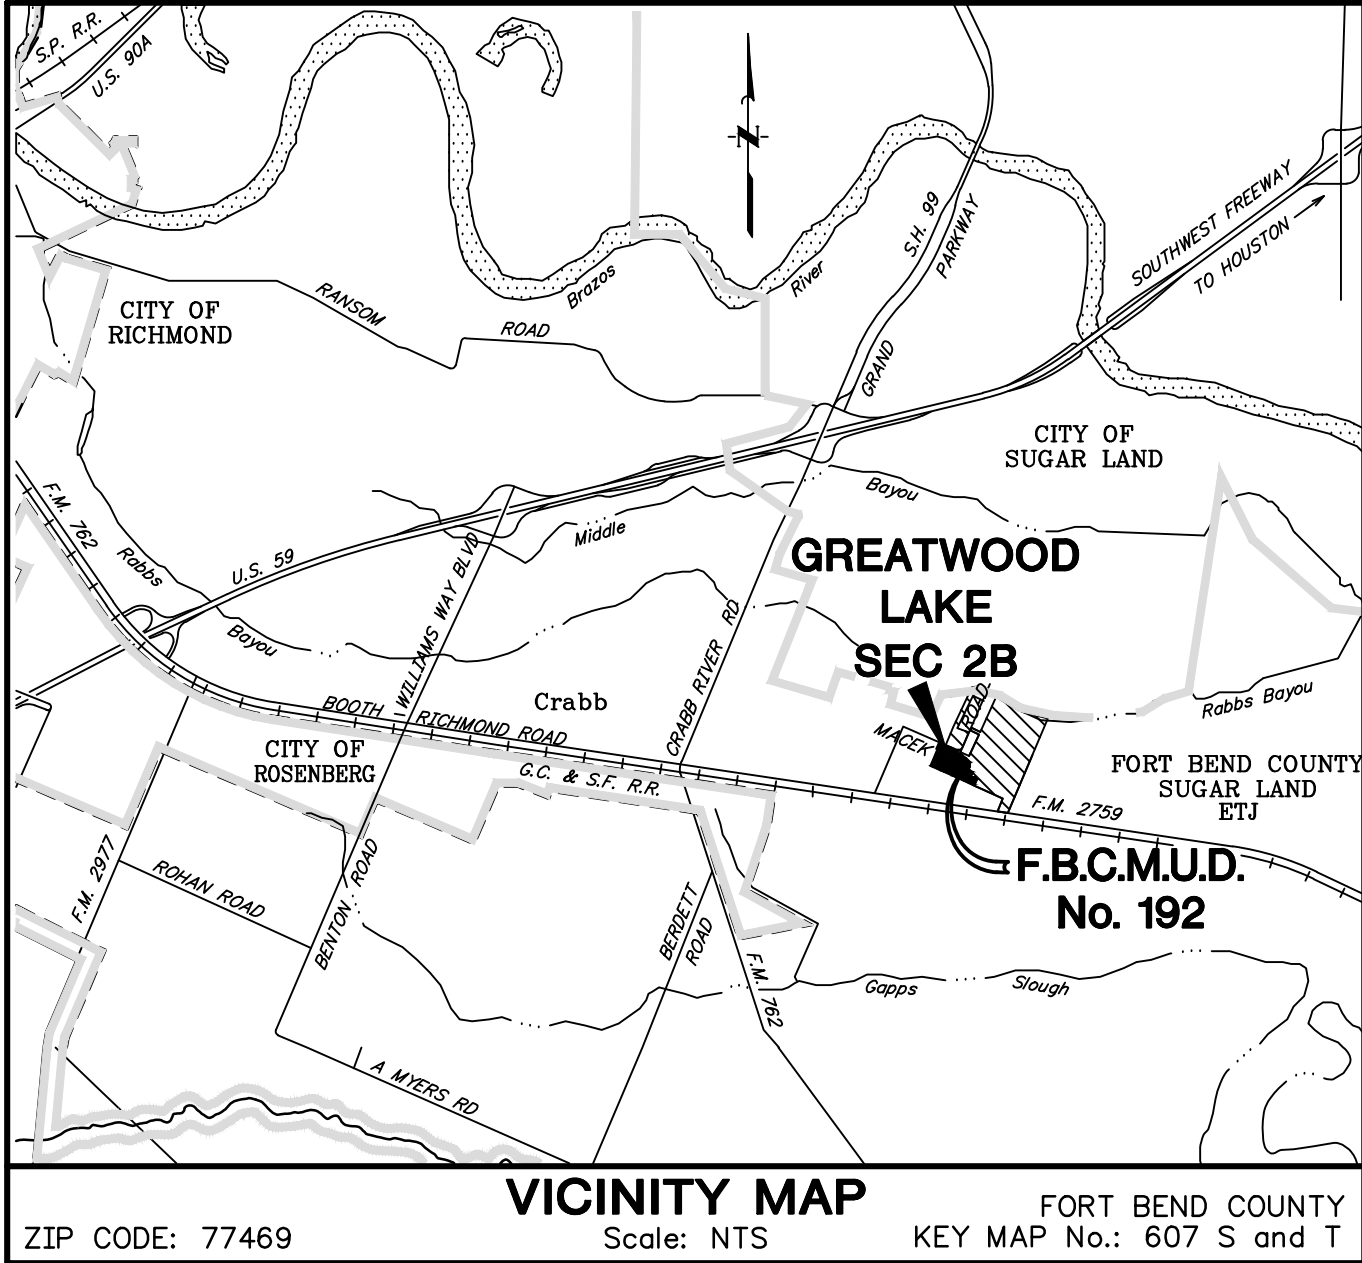 S.P. R.R.
U.S. 90A
N
S.H. 99
GRAND PARKWAY
SOUTHWEST FREEWAY
TO HOUSTON
Brazos River
RANSOM ROAD
CITY OF
RICHMOND
CITY OF
SUGAR LAND
F.M. 762
Rabbs
Bayou
U.S. 59
WILLIAMS WAY BLVD
Middle
Bayou
GREATWOOD
LAKE
SEC 2B
CRABB RIVER RD
Crabb
BOOTH RICHMOND ROAD
MACEK
ROAD
Rabbs Bayou
CITY OF
ROSENBERG
G.C. & S.F. R.R.
FORT BEND COUNTY
SUGAR LAND
ETJ
F.M. 2759
F.B.C.M.U.D.
No. 192
F.M. 2977
ROHAN ROAD
BENTON ROAD
BERDETT
ROAD
F.M. 762
Gapps Slough
A MYERS RD
VICINITY MAP
Scale: NTS
ZIP CODE: 77469
FORT BEND COUNTY
KEY MAP No.: 607 S and T